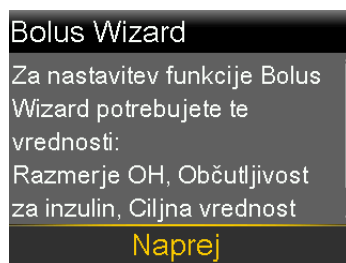 Bolus Wizard
Za nastavitev funkcije Bolus
Wizard potrebujete te
vrednosti:
Razmerje OH, Občutljivost
za inzulin, Ciljna vrednost
Naprej